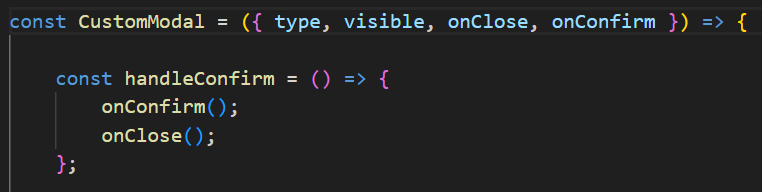 const CustomModal = ({ type, visible, onClose, onConfirm }) => {
const handleConfirm = () => {
onConfirm();
onClose();
};